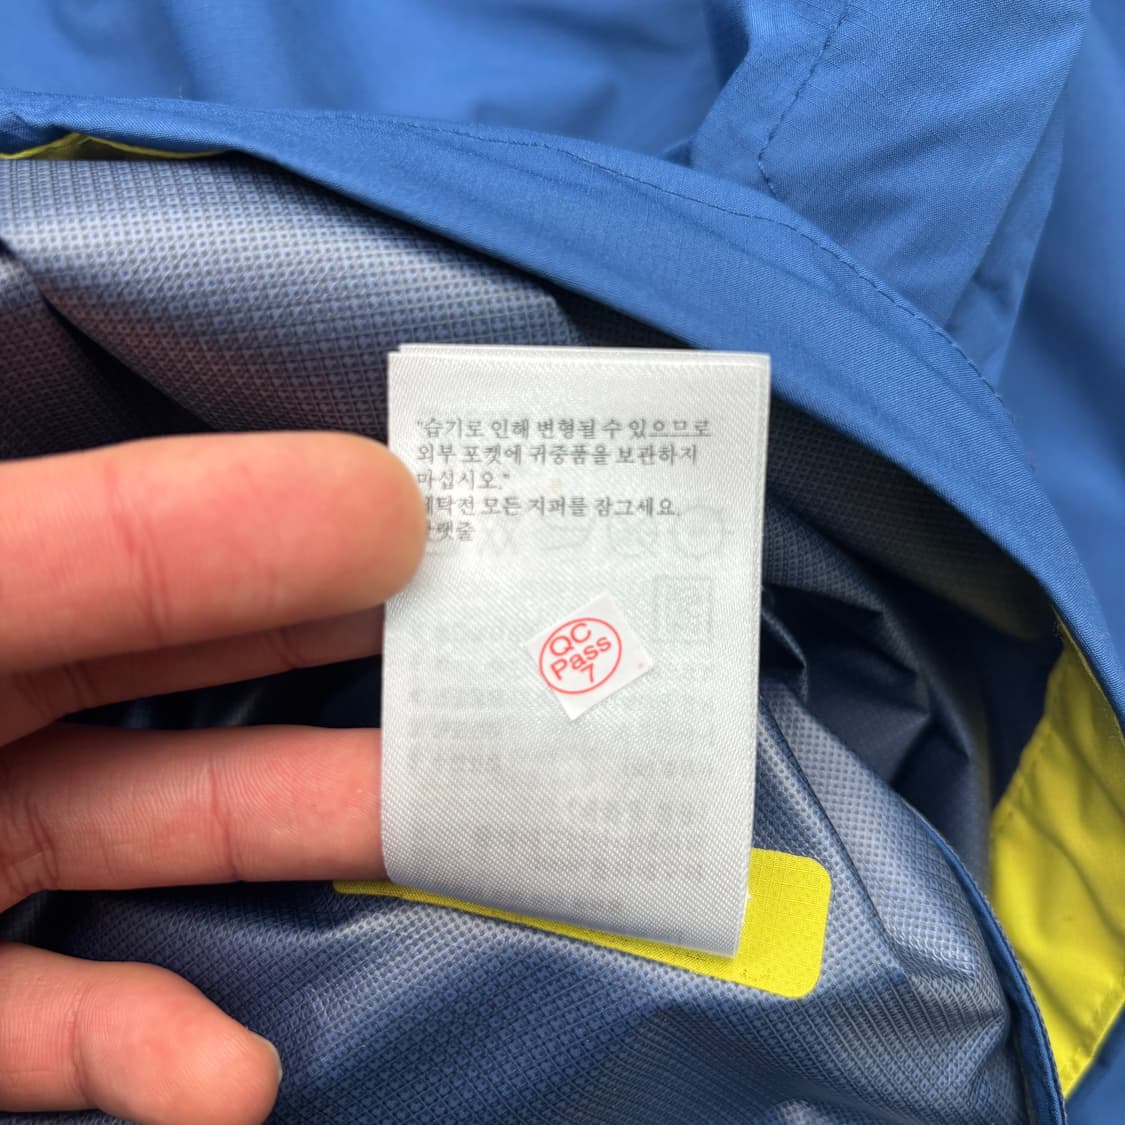 "습기로 인해 변형될 수 있으므로
외부 포켓에 귀중품을 보관하지
마십시오."
세탁전 모든 지퍼를 잠그세요.
QC
Pass
7